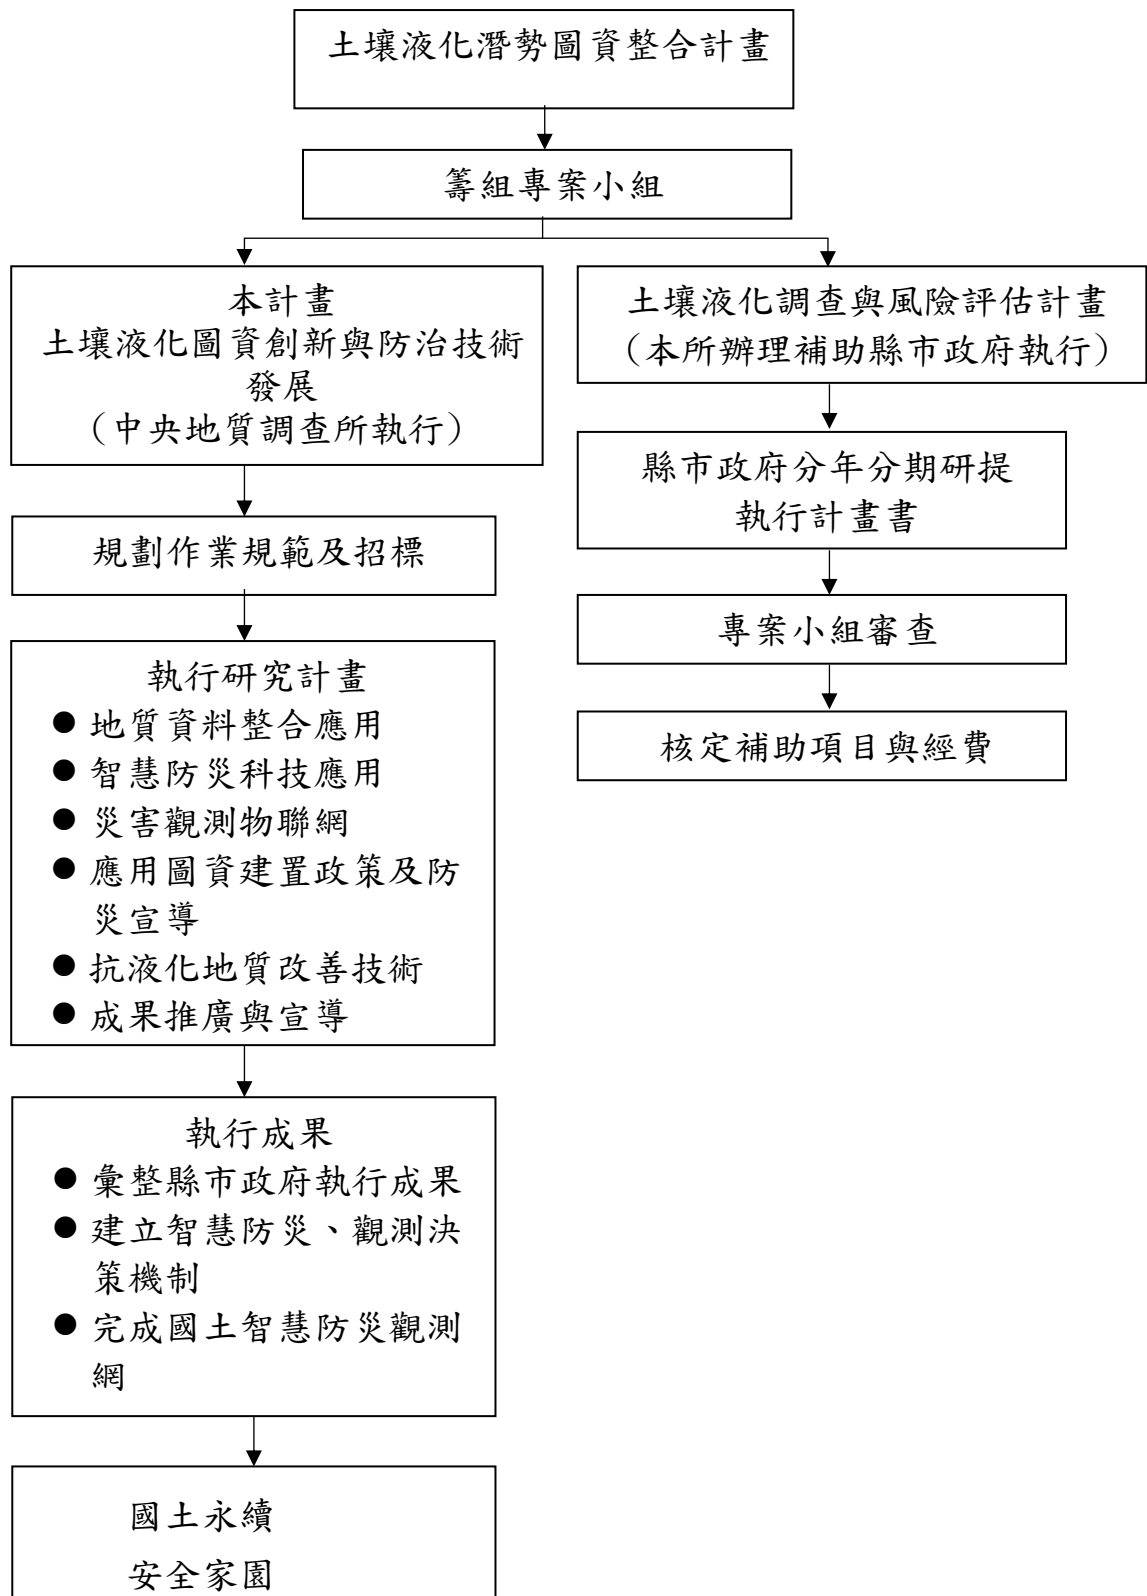 土壤液化潛勢圖資整合計畫
籌組專案小組
本計畫
土壤液化圖資創新與防治技術
發展
（中央地質調查所執行）
規劃作業規範及招標
執行研究計畫
● 地質資料整合應用
● 智慧防災科技應用
● 災害觀測物聯網
● 應用圖資建置政策及防
災宣導
● 抗液化地質改善技術
● 成果推廣與宣導
執行成果
● 彙整縣市政府執行成果
● 建立智慧防災、觀測決
策機制
● 完成國土智慧防災觀測
網
國土永續
安全家園
土壤液化調查與風險評估計畫
（本所辦理補助縣市政府執行）
縣市政府分年分期研提
執行計畫書
專案小組審查
核定補助項目與經費